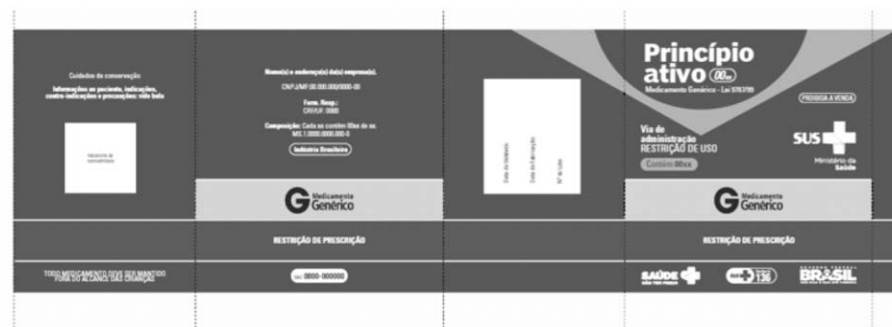 Cuidados de conservação
Informações ao paciente, indicações,
contra-indicações e precauções: vide bula
Nome(s) e endereço(s) da(s) empresa(s).
CNPJ/MF:00.000.000/0000-00
Farm. Resp.:
CRF/UF: 0000
Composição: Cada xx contém 00xx de xx.
MS.1.0000.0000.000-0
Indústria Brasileira
G Medicamento
Genérico
RESTRIÇÃO DE PRESCRIÇÃO
TODO MEDICAMENTO DEVE SER MANTIDO
FORA DO ALCANCE DAS CRIANÇAS
SAC 0800-000000
Data de Validade
Data de Fabricação
Nº do Lote
Princípio
ativo 00xx
Medicamento Genérico - Lei 9787/99
PROIBIDA A VENDA
Via de
administração
RESTRIÇÃO DE USO
Contém 00xx
SUS
Ministério da
Saúde
G Medicamento
Genérico
RESTRIÇÃO DE PRESCRIÇÃO
SAÚDE
NÃO TEM PREÇO
136
GOVERNO FEDERAL
BRASIL